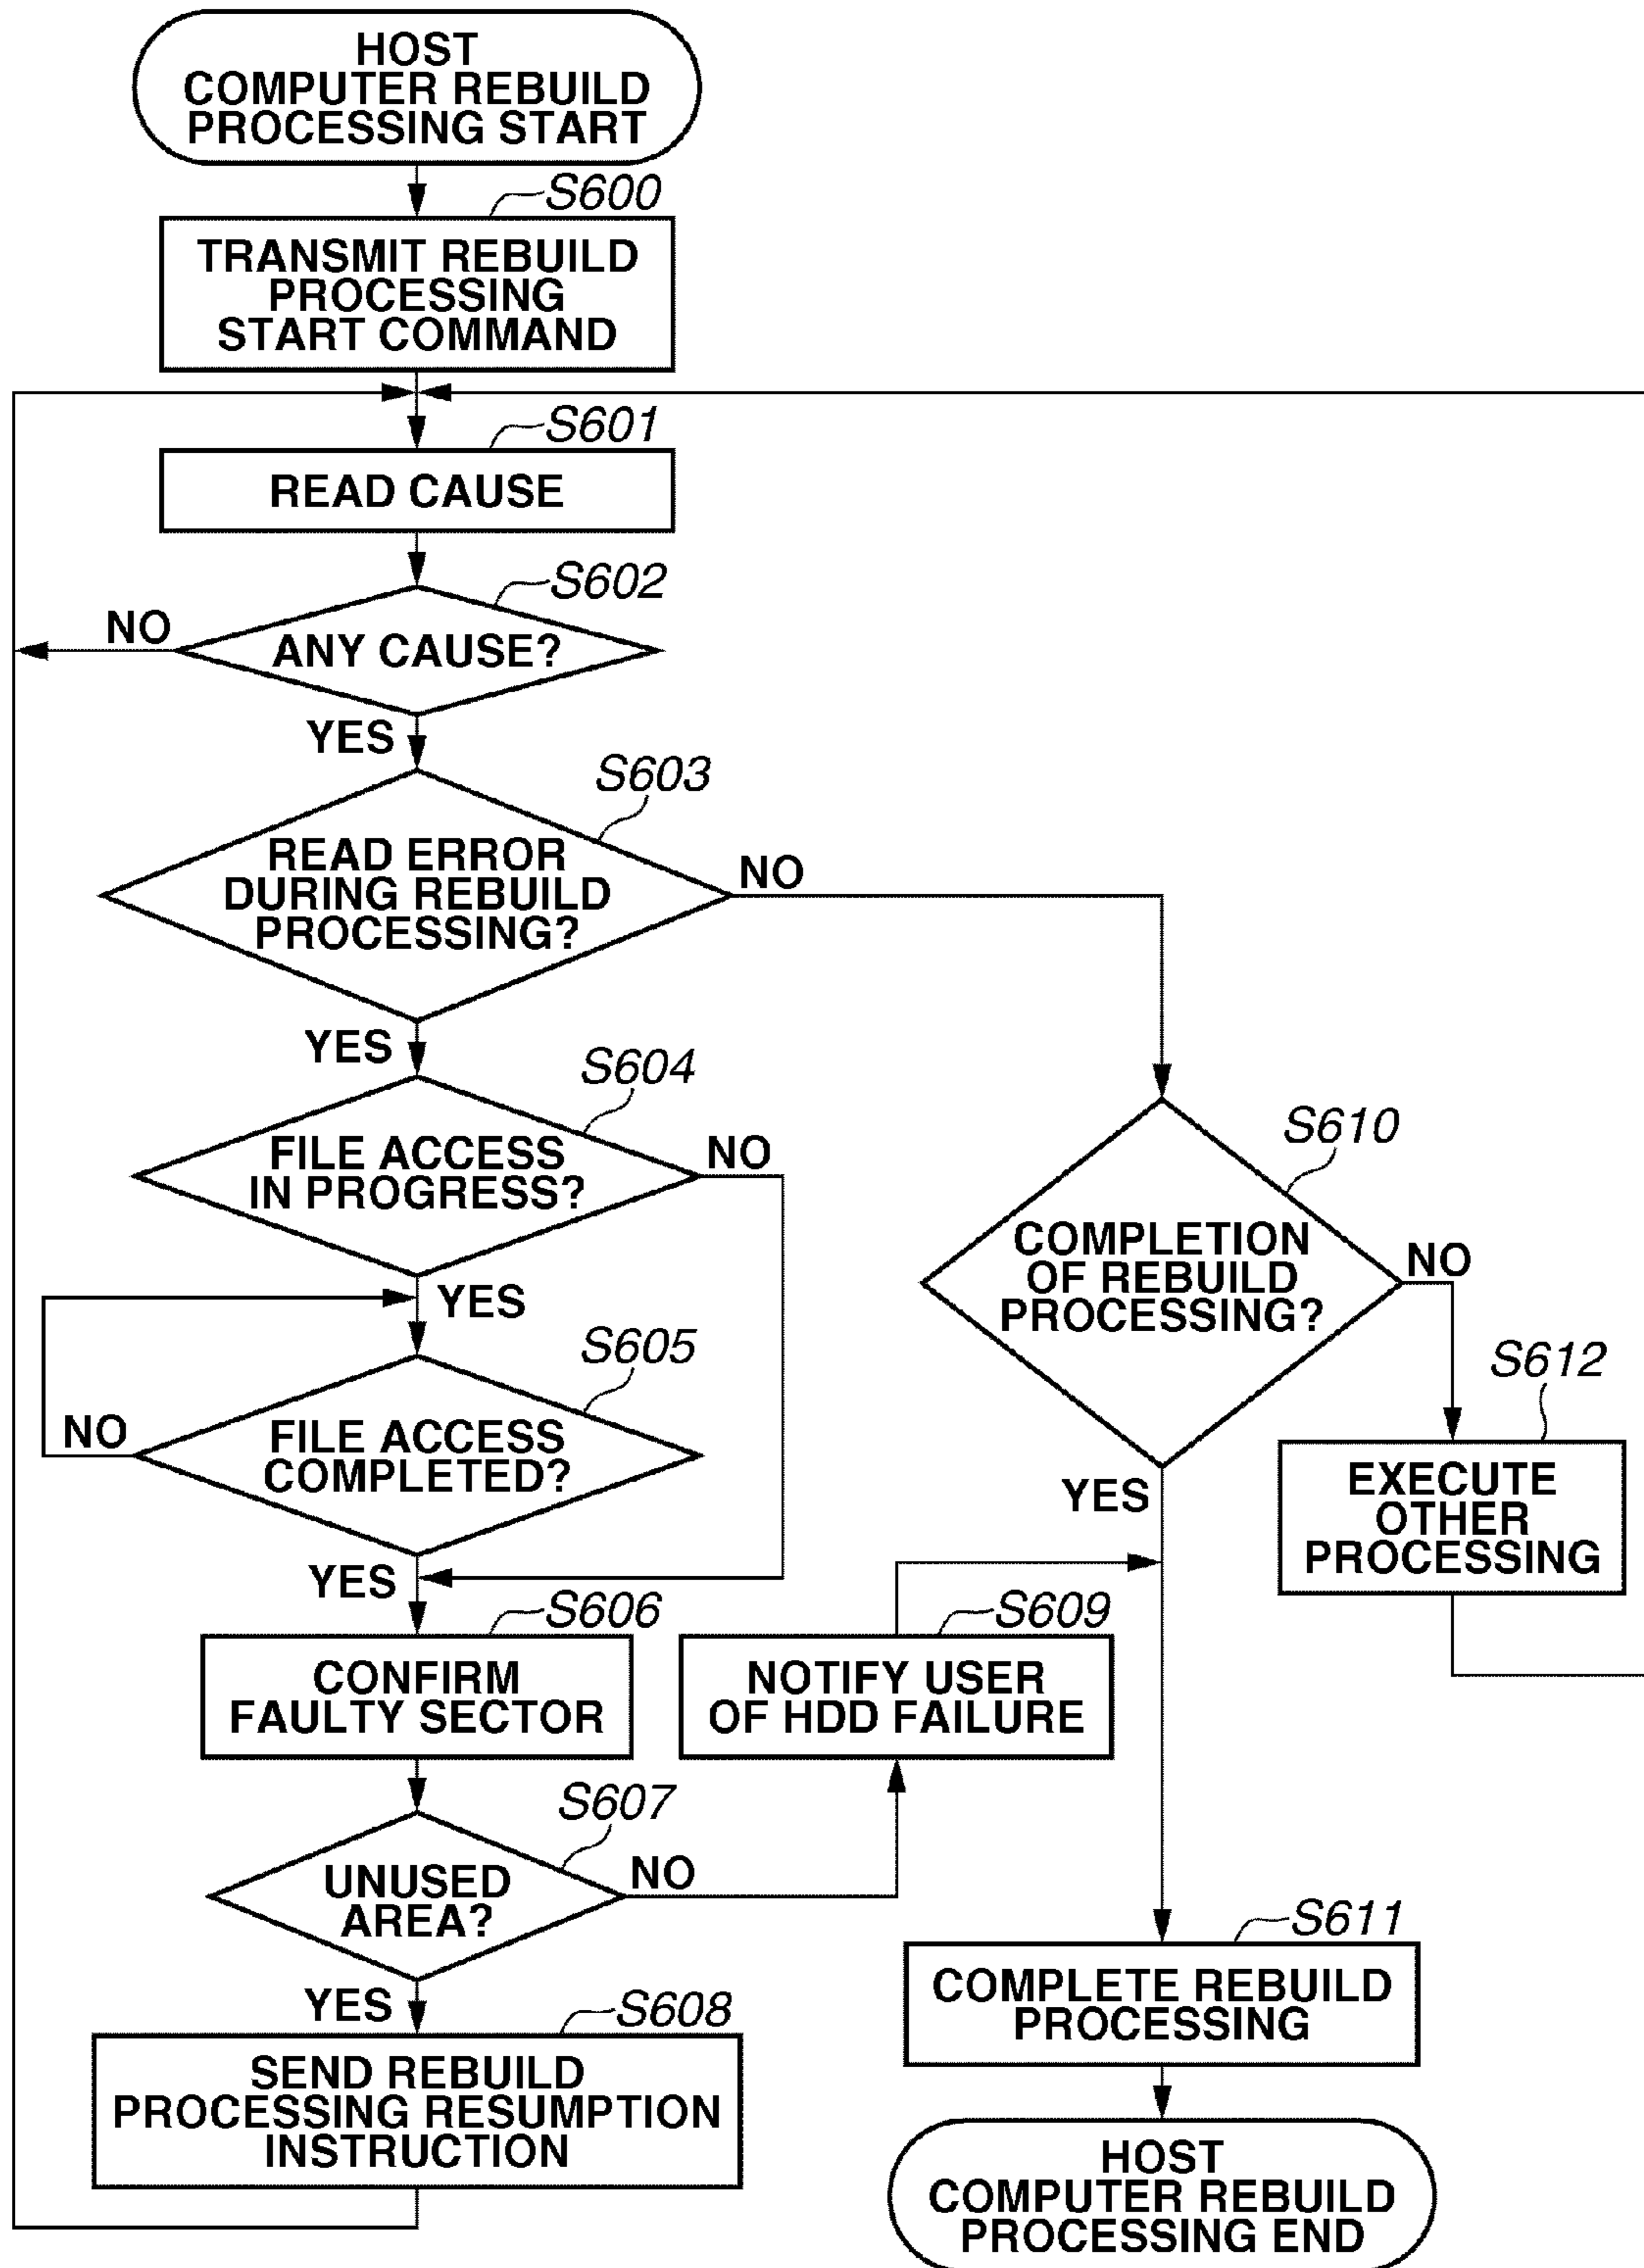 HOST
COMPUTER REBUILD
PROCESSING START
S600
TRANSMIT REBUILD
PROCESSING
START COMMAND
S601
READ CAUSE
S602
NO
ANY CAUSE?
YES
S603
READ ERROR
DURING REBUILD
PROCESSING?
NO
YES
S604
FILE ACCESS
IN PROGRESS?
NO
YES
S605
NO
FILE ACCESS
COMPLETED?
YES
S606
CONFIRM
FAULTY SECTOR
S607
UNUSED
AREA?
NO
YES
S608
SEND REBUILD
PROCESSING RESUMPTION
INSTRUCTION
S609
NOTIFY USER
OF HDD FAILURE
S610
COMPLETION
OF REBUILD
PROCESSING?
NO
YES
S612
EXECUTE
OTHER
PROCESSING
S611
COMPLETE REBUILD
PROCESSING
HOST
COMPUTER REBUILD
PROCESSING END